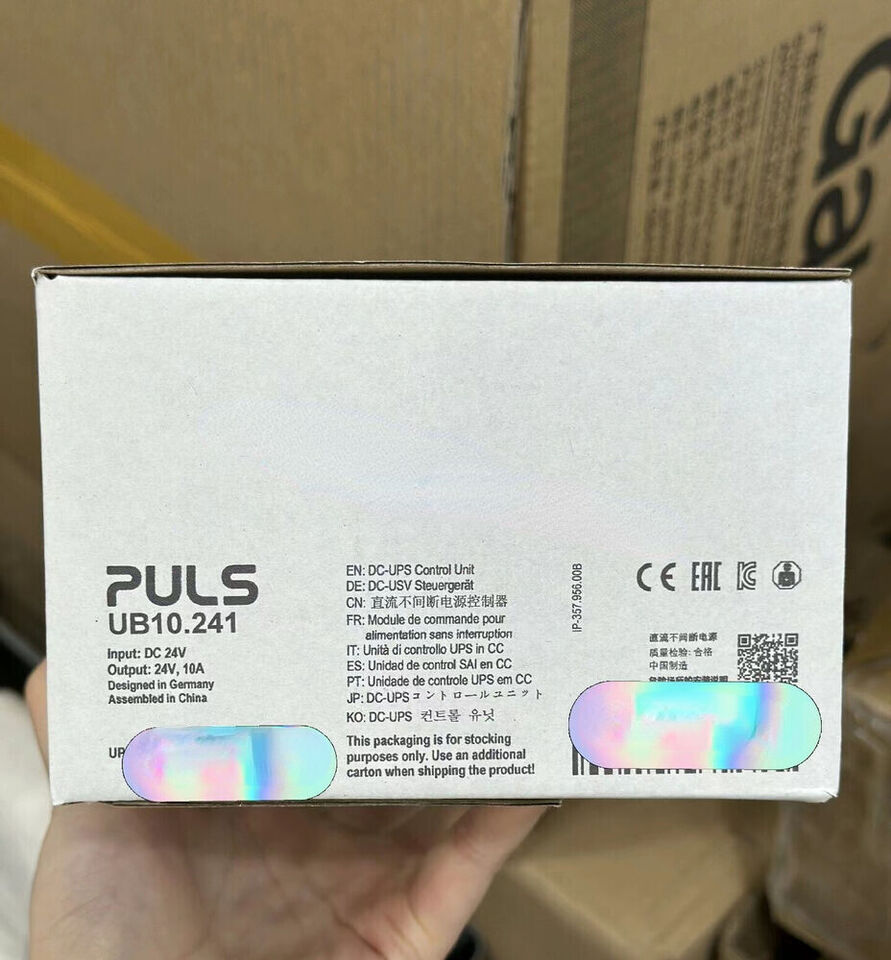 Ga
PULS
UB10.241
Input: DC 24V
Output: 24V, 10A
Designed in Germany
Assembled in China
UP
EN: DC-UPS Control Unit
DE: DC-USV Steuergerät
CN: 直流不间断电源控制器
FR: Module de commande pour
alimentation sans interruption
IT: Unità di controllo UPS in CC
ES: Unidad de control SAI en CC
PT: Unidade de controle UPS em CC
JP: DC-UPSコントロールユニット
KO: DC-UPS 컨트롤 유닛
This packaging is for stocking
purposes only. Use an additional
carton when shipping the product!
IP-357.956.00B
CE EAC KC
直流不间断电源
质量检验: 合格
中国制造